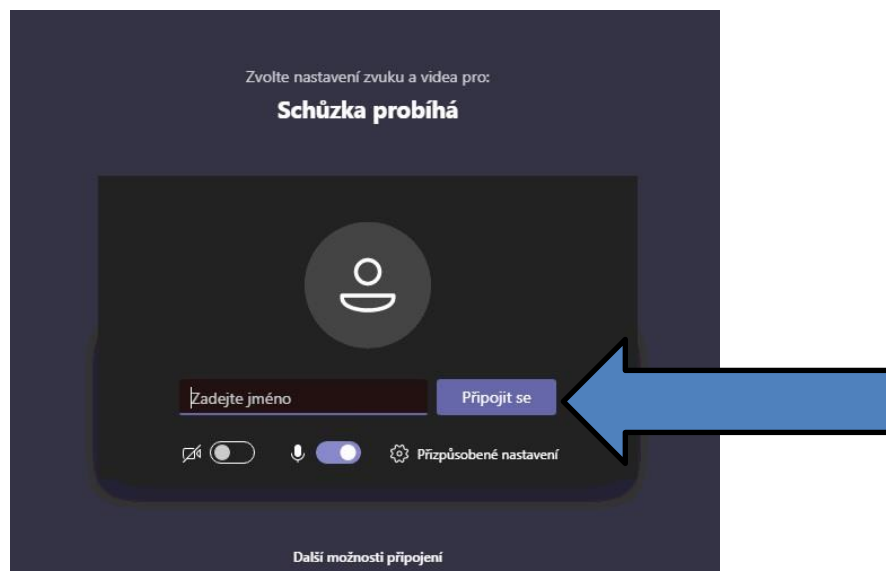 Zvolte nastavení zvuku a videa pro:
Schůzka probíhá
Zadejte jméno
Připojit se
Přizpůsobené nastavení
Další možnosti připojení